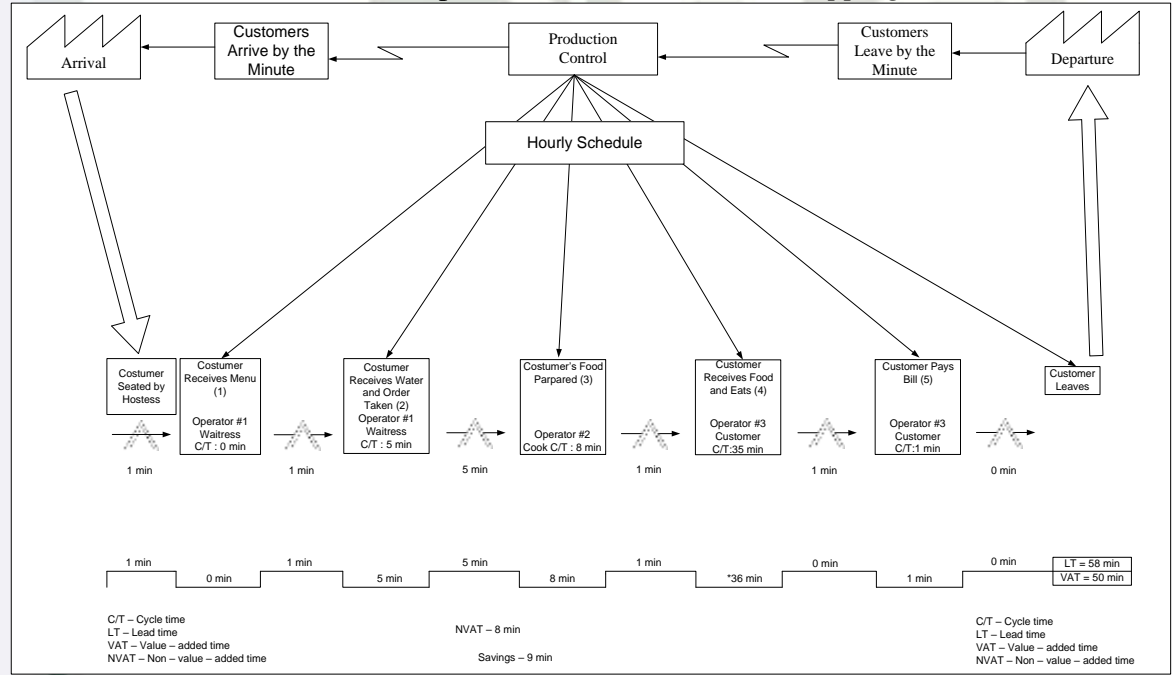 Arrival
Customers
Arrive by the
Minute
Production
Control
Customers
Leave by the
Minute
Departure
Hourly Schedule
Costumer
Seated by
Hostess
Costumer
Receives Menu
(1)
Operator #1
Waitress
C/T : 0 min
Costumer
Receives Water
and Order
Taken (2)
Operator #1
Waitress
C/T : 5 min
Costumer's Food
Parpared (3)
Operator #2
Cook C/T : 8 min
Customer
Receives Food
and Eats (4)
Operator #3
Customer
C/T:35 min
Customer Pays
Bill (5)
Operator #3
Customer
C/T:1 min
Customer
Leaves
1 min
1 min
5 min
1 min
1 min
0 min
1 min
0 min
1 min
5 min
5 min
8 min
1 min
*36 min
0 min
1 min
0 min
LT = 58 min
VAT = 50 min
C/T – Cycle time
LT – Lead time
VAT – Value – added time
NVAT – Non – value – added time
NVAT – 8 min
Savings – 9 min
C/T – Cycle time
LT – Lead time
VAT – Value – added time
NVAT – Non – value – added time